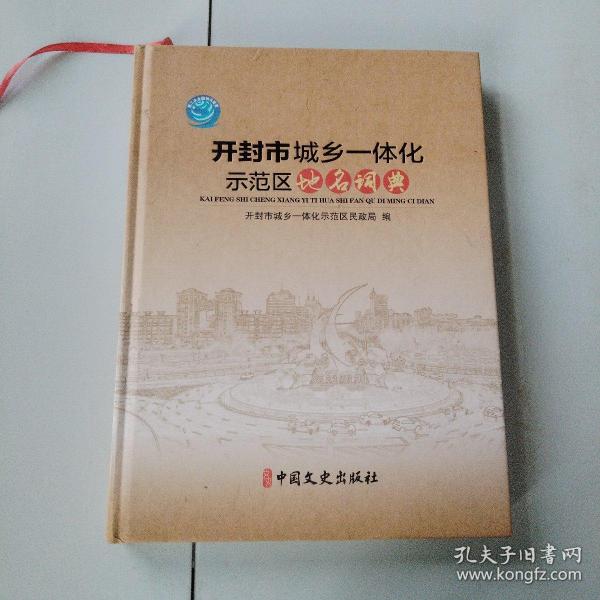 开封市城乡一体化
示范区地名词典
KAI FENG SHI CHENG XIANG YI TI HUA SHI FAN QU DI MING CI DIAN
开封市城乡一体化示范区民政局 编
中国文史出版社
孔夫子旧书网
www.kongfz.com